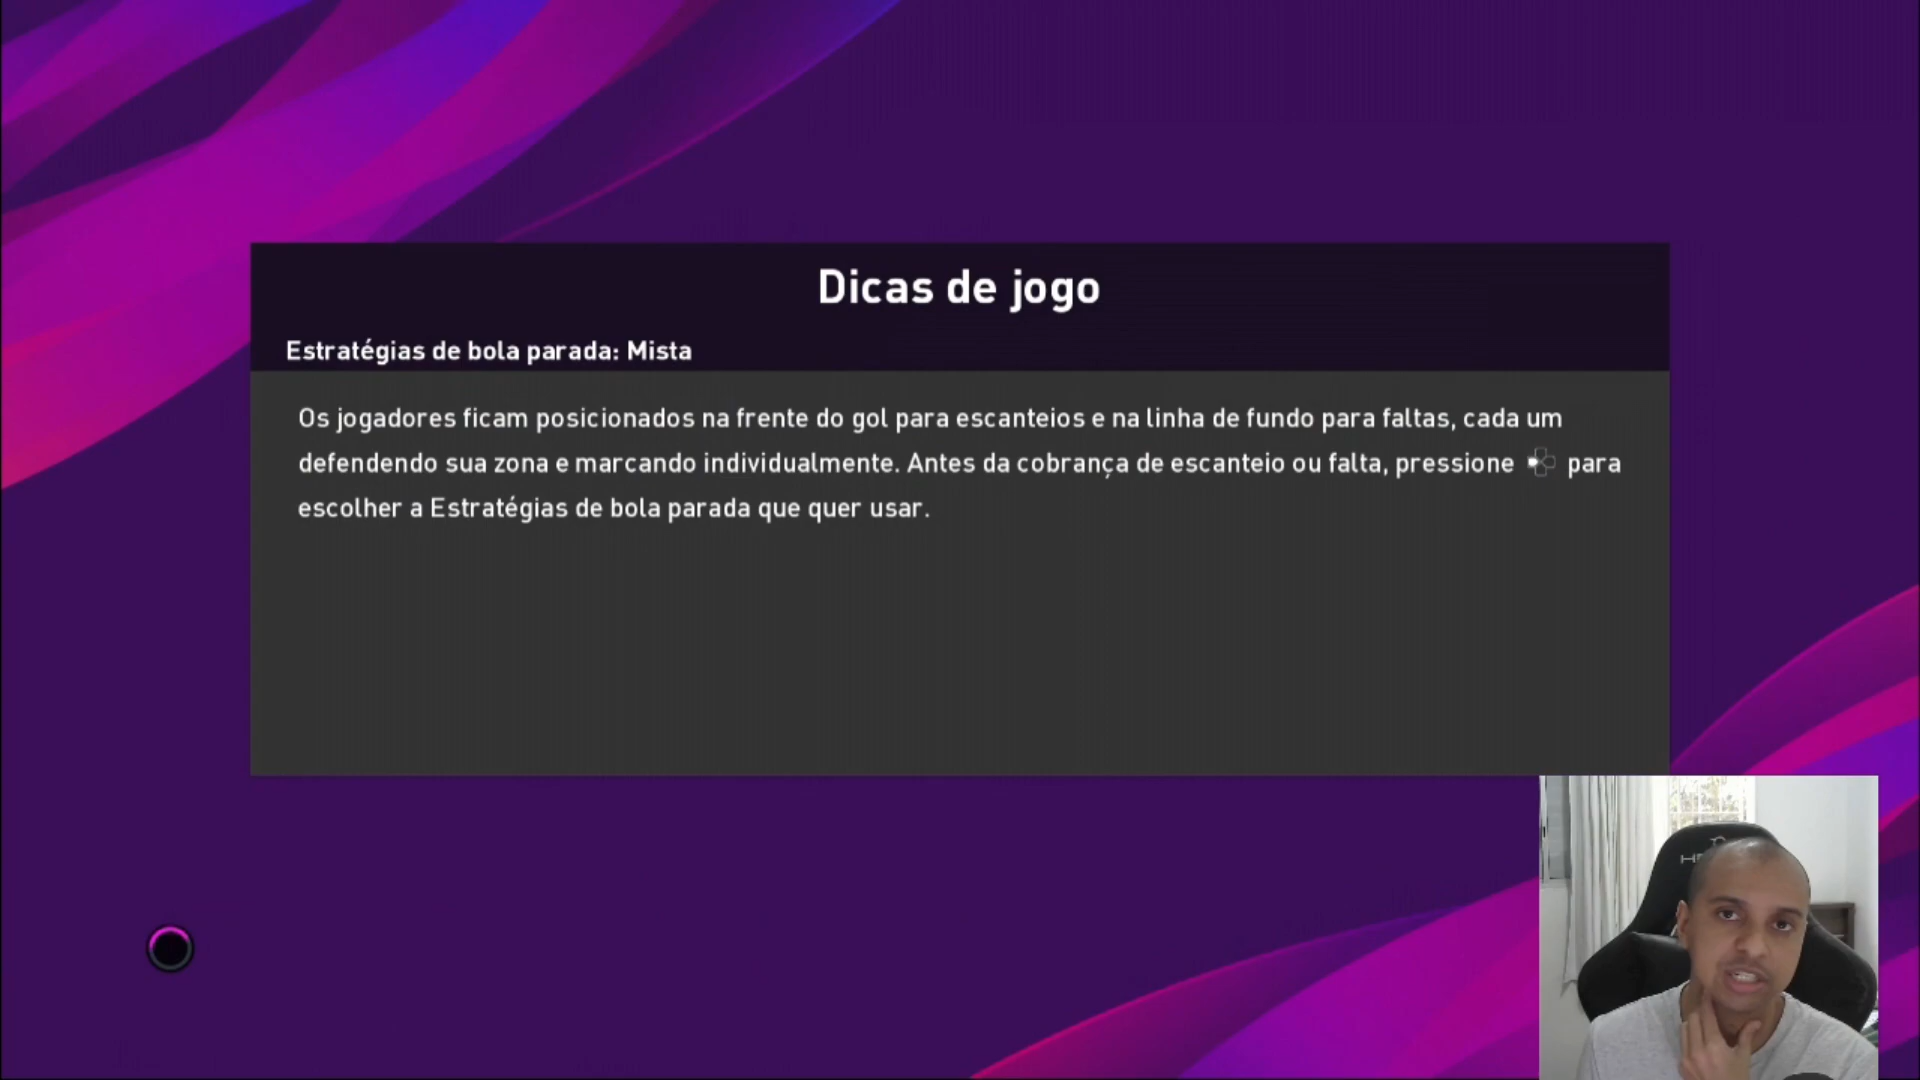 Dicas de jogo
Estratégias de bola parada: Mista
Os jogadores ficam posicionados na frente do gol para escanteios e na linha de fundo para faltas, cada um
defendendo sua zona e marcando individualmente. Antes da cobrança de escanteio ou falta, pressione para
escolher a Estratégias de bola parada que quer usar.